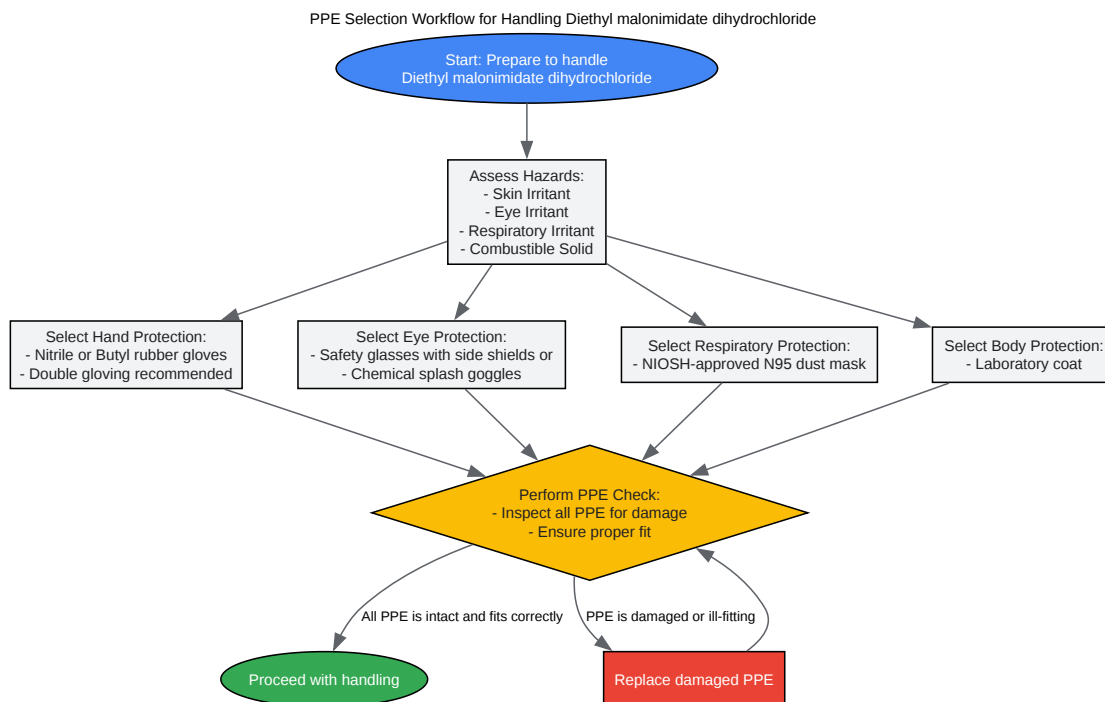 PPE Selection Workflow for Handling Diethyl malonimidate dihydrochloride
Start: Prepare to handle
Diethyl malonimidate dihydrochloride
Assess Hazards:
- Skin Irritant
- Eye Irritant
- Respiratory Irritant
- Combustible Solid
Select Hand Protection:
- Nitrile or Butyl rubber gloves
- Double gloving recommended
Select Eye Protection:
- Safety glasses with side shields or
- Chemical splash goggles
Select Respiratory Protection:
- NIOSH-approved N95 dust mask
Select Body Protection:
- Laboratory coat
Perform PPE Check:
- Inspect all PPE for damage
- Ensure proper fit
All PPE is intact and fits correctly
PPE is damaged or ill-fitting
Proceed with handling
Replace damaged PPE